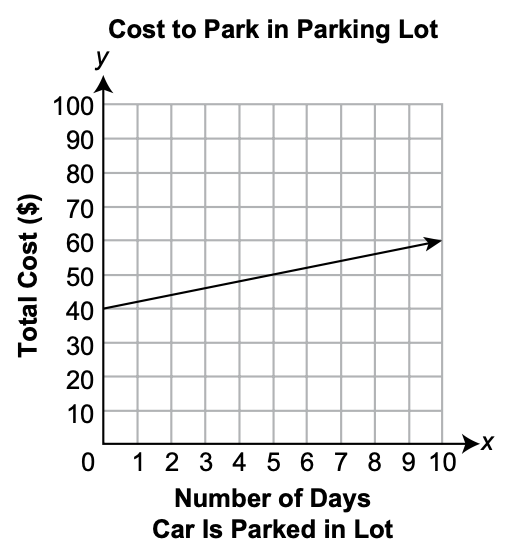 Cost to Park in Parking Lot
y
100
90
80
70
60
50
40
30
20
10
0 1 2 3 4 5 6 7 8 9 10 x
Total Cost ($)
Number of Days
Car Is Parked in Lot